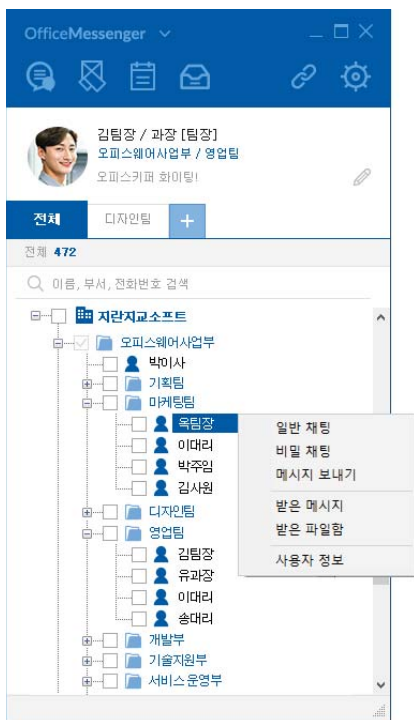 OfficeMessenger
김팀장 / 과장 [팀장]
오피스웨어사업부 / 영업팀
오피스키퍼 화이팅!
전체
디자인팀
+
전체 472
이름, 부서, 전화번호 검색
지란지교소프트
오피스웨어사업부
박이사
기획팀
마케팅팀
옥팀장
이대리
박주임
김사원
디자인팀
영업팀
김팀장
유과장
이대리
송대리
개발부
기술지원부
서비스 운영부
일반 채팅
비밀 채팅
메시지 보내기
받은 메시지
받은 파일함
사용자 정보